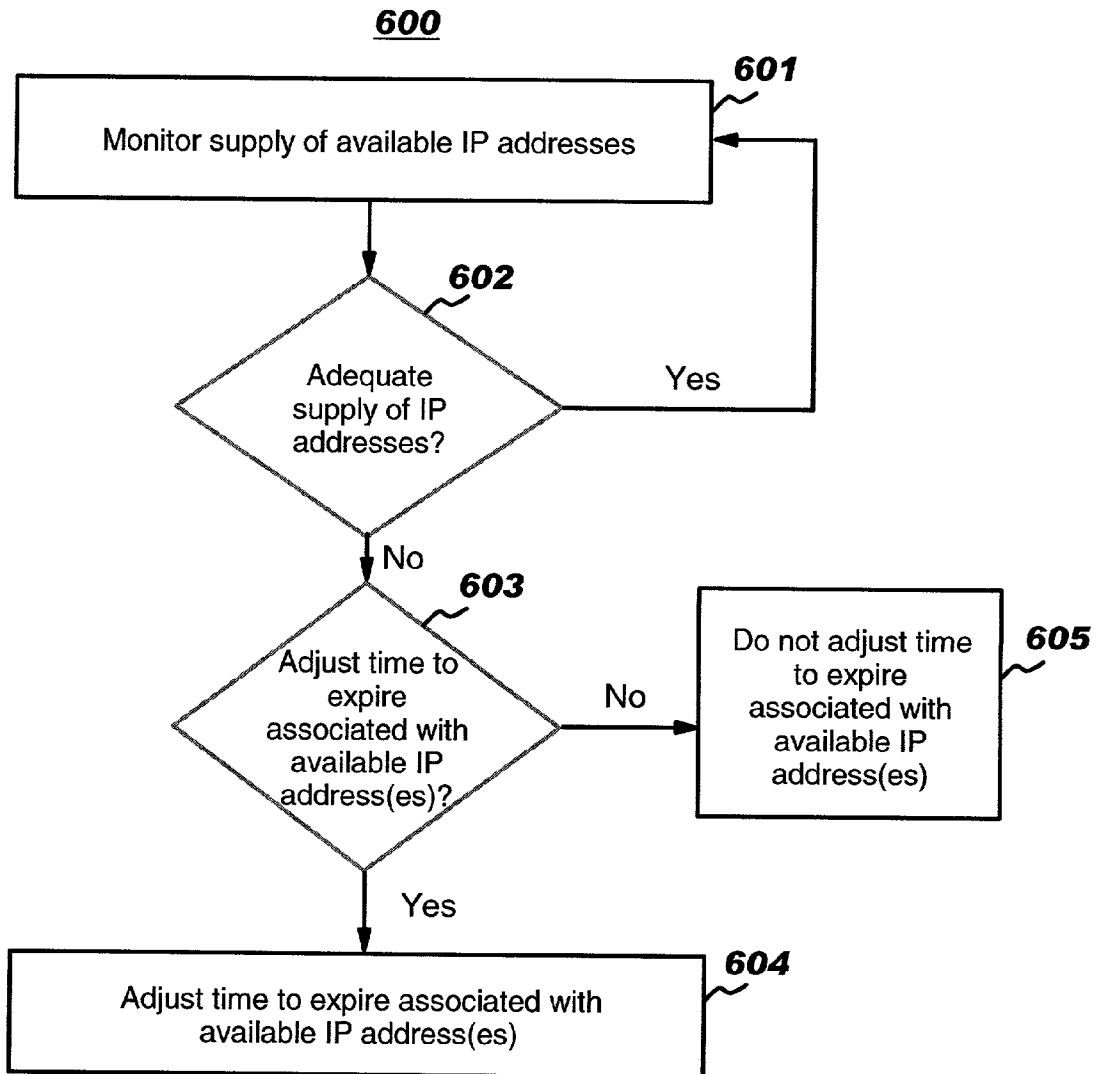 600
601
Monitor supply of available IP addresses
602
Adequate
supply of IP
addresses?
Yes
No
603
Adjust time to
expire
associated with
available IP
address(es)?
No
Do not adjust time
to expire
associated with
available IP
address(es)
605
Yes
604
Adjust time to expire associated with
available IP address(es)